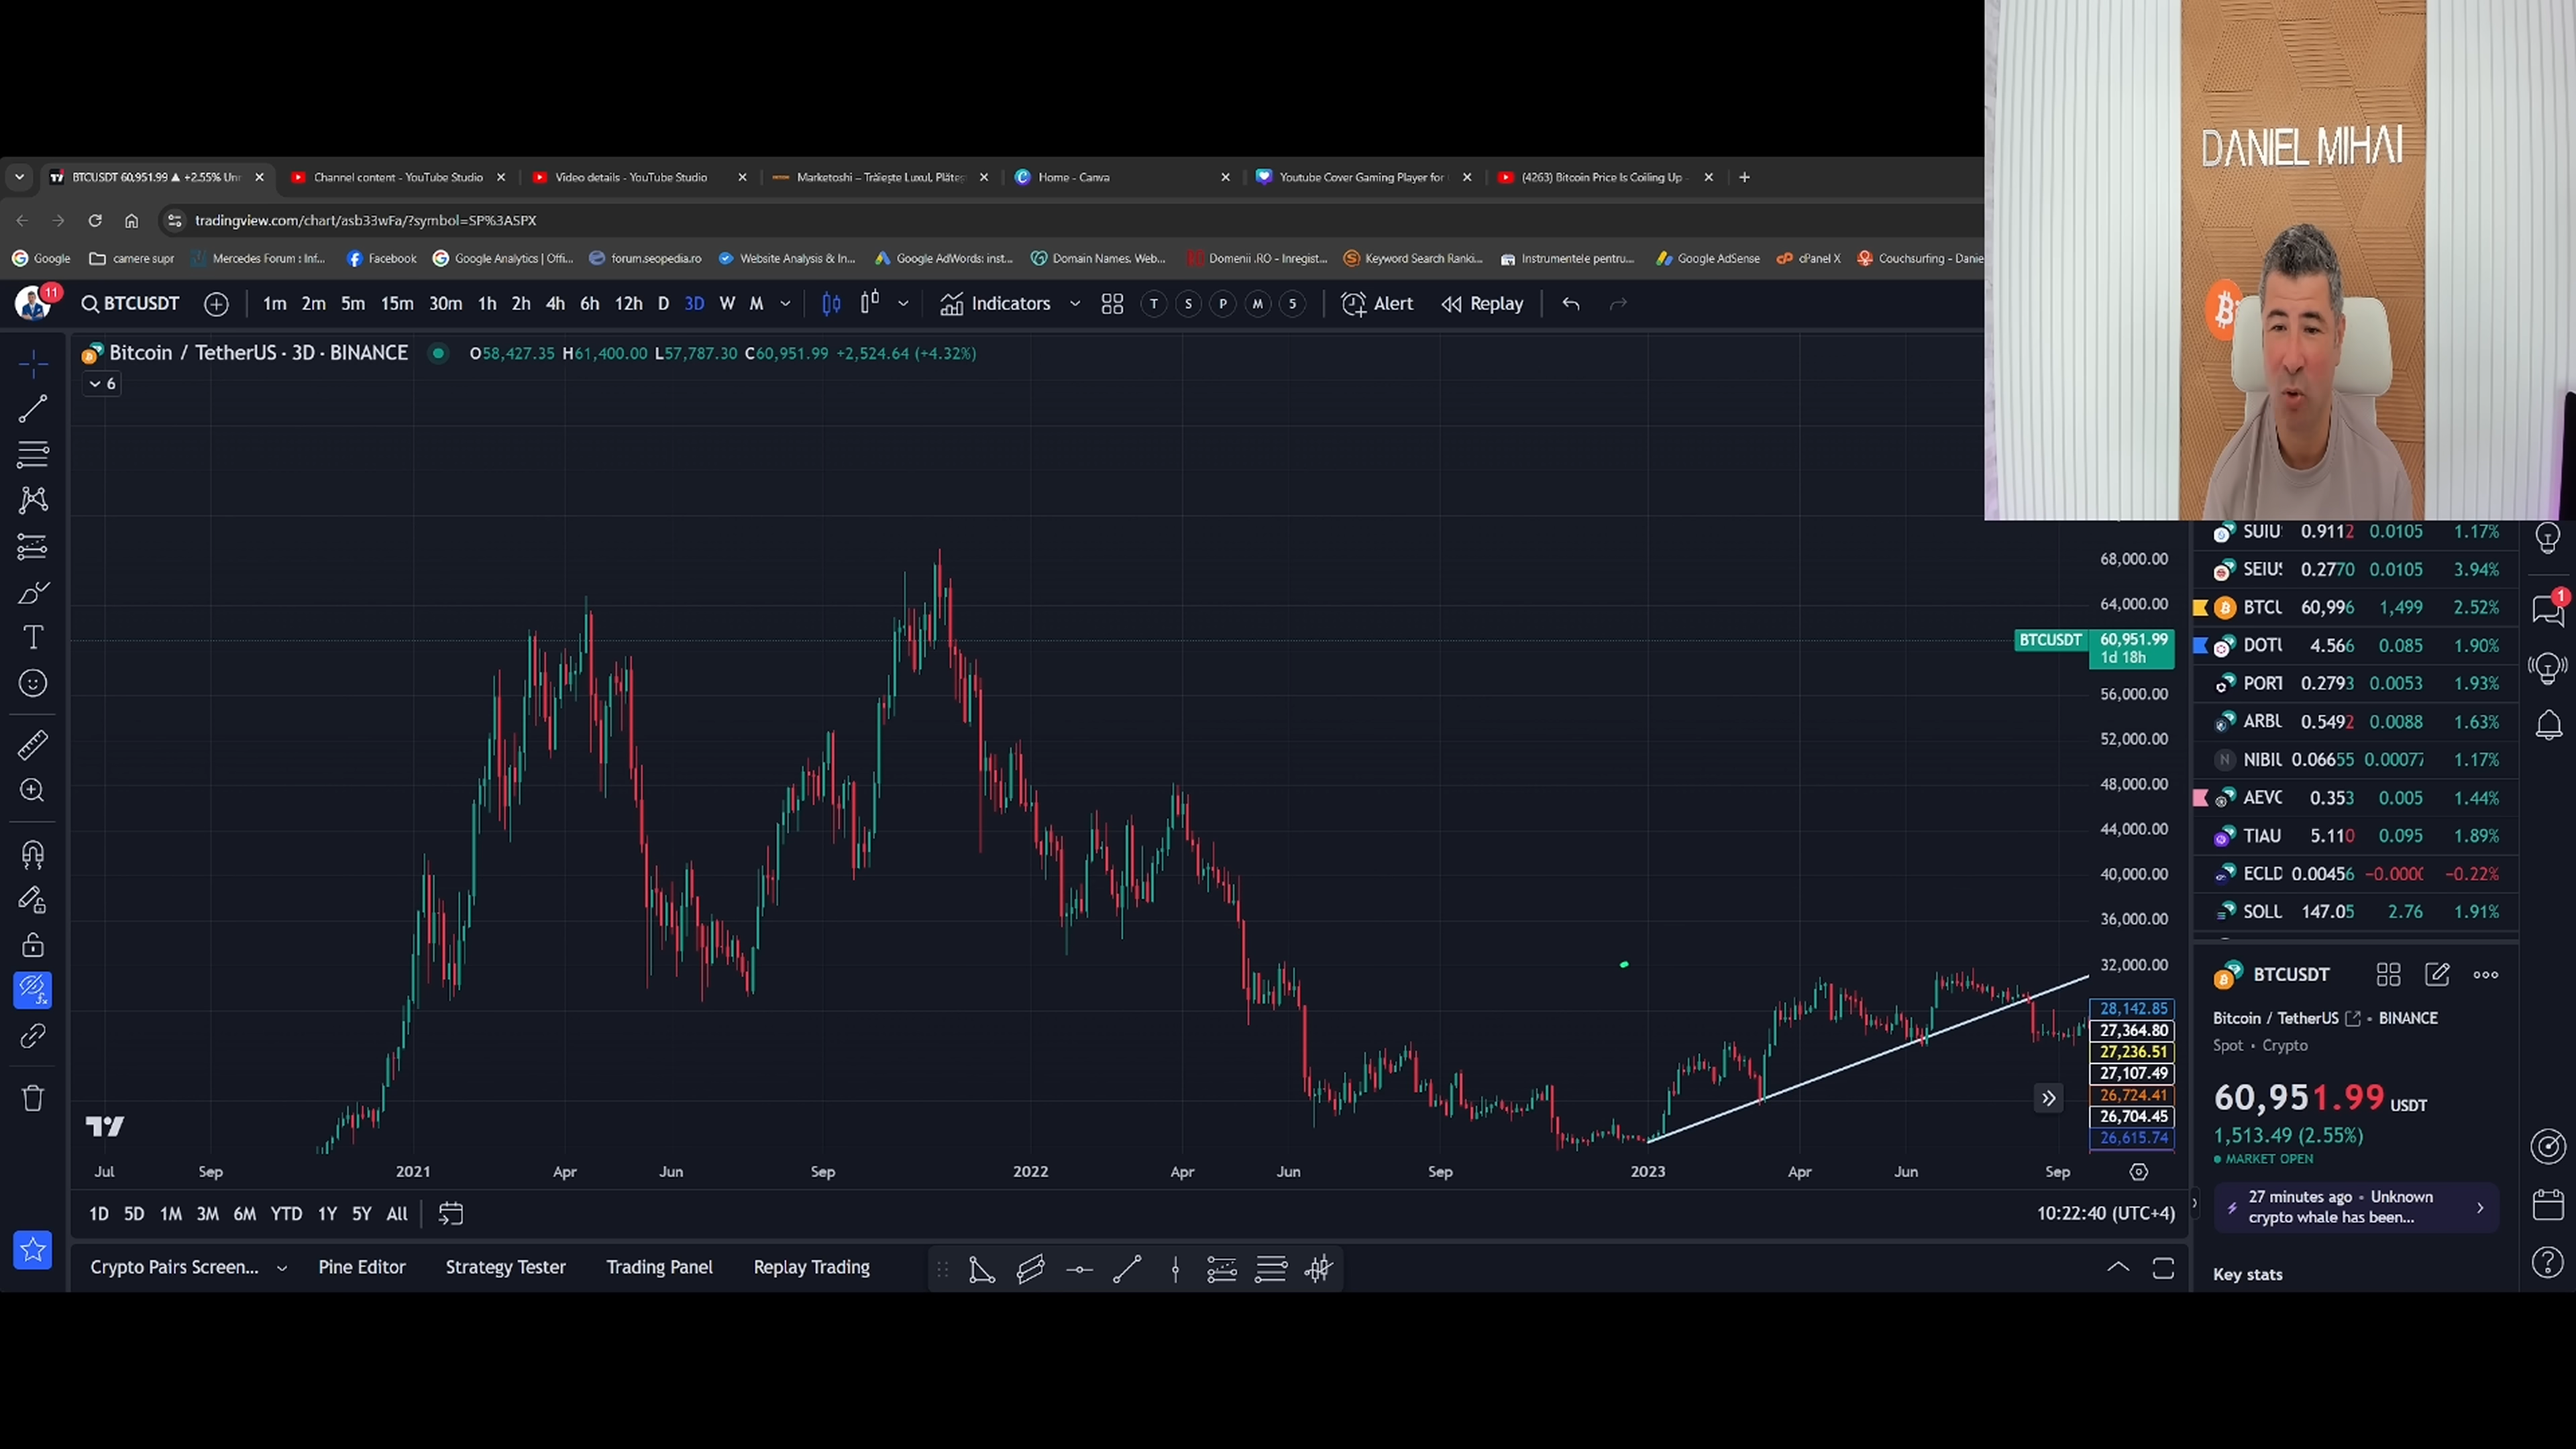 DANIEL MIHAI
BTCUSDT 60,951.99 ▲ +2.55% Un
Channel content - YouTube Studio
Video details - YouTube Studio
Marketoshi – Trăiește Luxul, Plăteș
Home - Canva
Youtube Cover Gaming Player for
(4263) Bitcoin Price Is Coiling Up -
tradingview.com/chart/asb33wFa/?symbol=SP%3ASPX
Google
camere supr
Mercedes Forum : Inf...
Facebook
Google Analytics | Offi...
forum.seopedia.ro
Website Analysis & In...
Google AdWords: inst...
Domain Names. Web...
Domenii .RO - Inregist...
Keyword Search Ranki...
Instrumentele pentru...
Google AdSense
cPanel X
Couchsurfing - Danie
11
BTCUSDT
1m 2m 5m 15m 30m 1h 2h 4h 6h 12h D 3D W M
Indicators
T S P M 5
Alert
Replay
Bitcoin / TetherUS · 3D · BINANCE
O58,427.35 H61,400.00 L57,787.30 C60,951.99 +2,524.64 (+4.32%)
6
68,000.00
64,000.00
BTCUSDT 60,951.99
1d 18h
56,000.00
52,000.00
48,000.00
44,000.00
40,000.00
36,000.00
32,000.00
28,142.85
27,364.80
27,236.51
27,107.49
26,724.41
26,704.45
26,615.74
Jul Sep 2021 Apr Jun Sep 2022 Apr Jun Sep 2023 Apr Jun Sep
1D 5D 1M 3M 6M YTD 1Y 5Y All
10:22:40 (UTC+4)
Crypto Pairs Screen...
Pine Editor
Strategy Tester
Trading Panel
Replay Trading
SUIU 0.9112 0.0105 1.17%
SEIUS 0.2770 0.0105 3.94%
BTCU 60,996 1,499 2.52%
DOTU 4.566 0.085 1.90%
PORT 0.2793 0.0053 1.93%
ARBU 0.5492 0.0088 1.63%
NIBIU 0.06655 0.00077 1.17%
AEVO 0.353 0.005 1.44%
TIAU 5.110 0.095 1.89%
ECLD 0.00456 −0.0000 −0.22%
SOLU 147.05 2.76 1.91%
1
BTCUSDT
Bitcoin / TetherUS • BINANCE
Spot • Crypto
60,951.99 USDT
1,513.49 (2.55%)
MARKET OPEN
27 minutes ago • Unknown
crypto whale has been...
Key stats